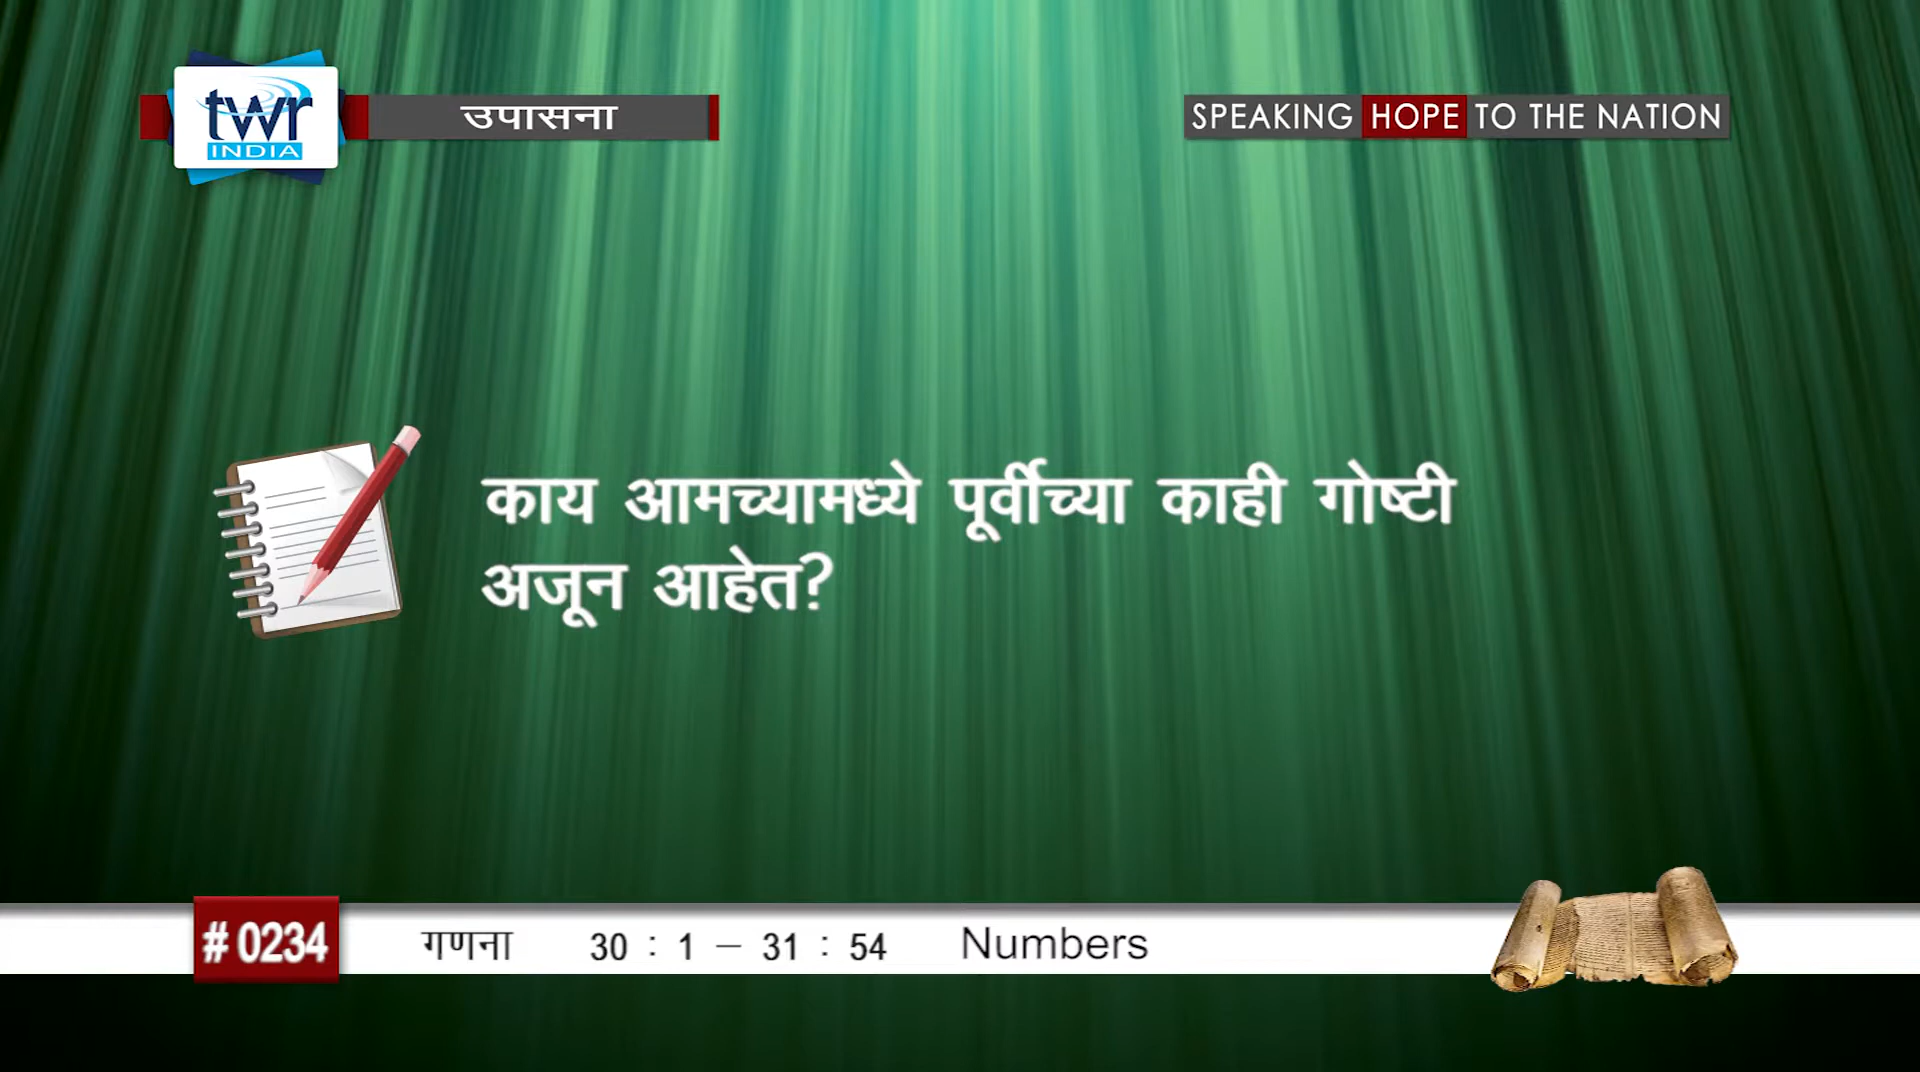 twr
INDIA
उपासना
SPEAKING HOPE TO THE NATION
काय आमच्यामध्ये पूर्वीच्या काही गोष्टी
अजून आहेत?
# 0234 गणना 30 : 1 – 31 : 54 Numbers